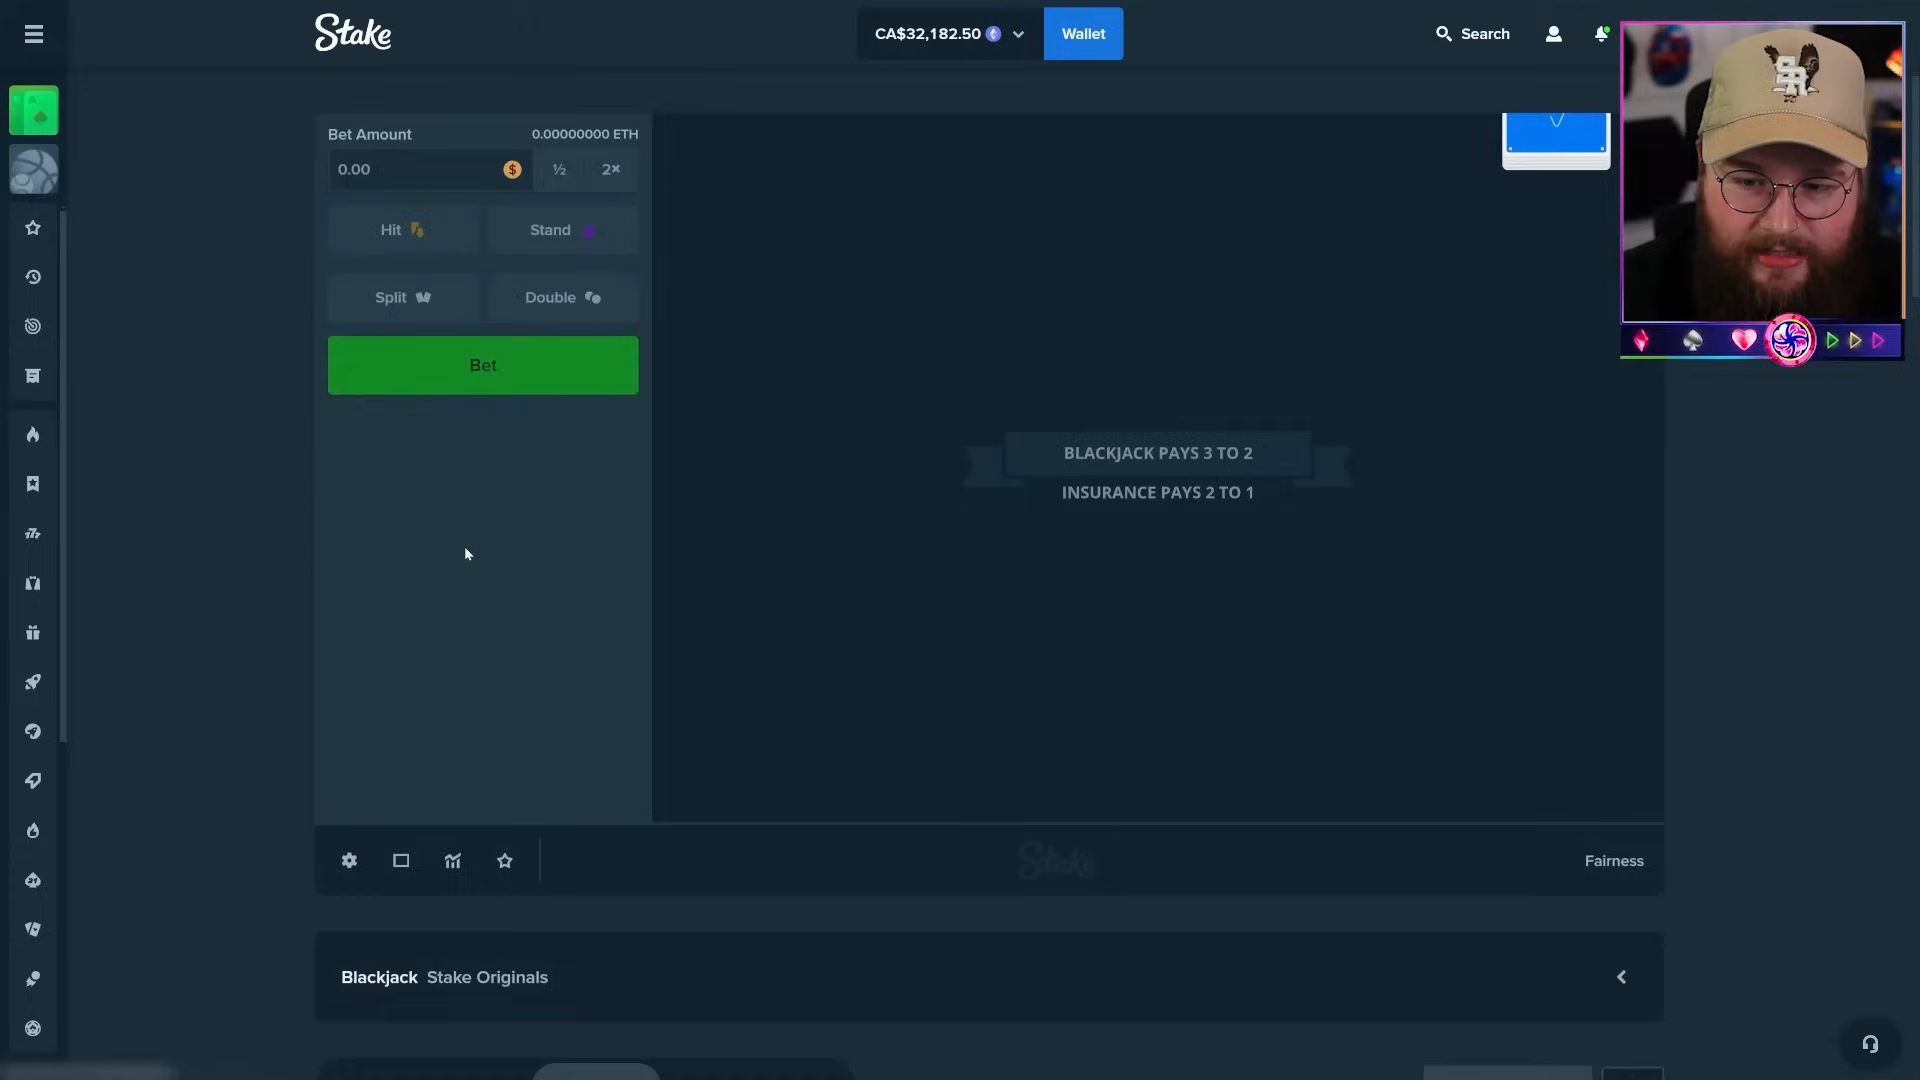 Stake
CA$32,182.50
Wallet
Search
Bet Amount
0.00000000 ETH
0.00
½
2×
Hit
Stand
Split
Double
Bet
BLACKJACK PAYS 3 TO 2
INSURANCE PAYS 2 TO 1
Stake
Fairness
Blackjack Stake Originals